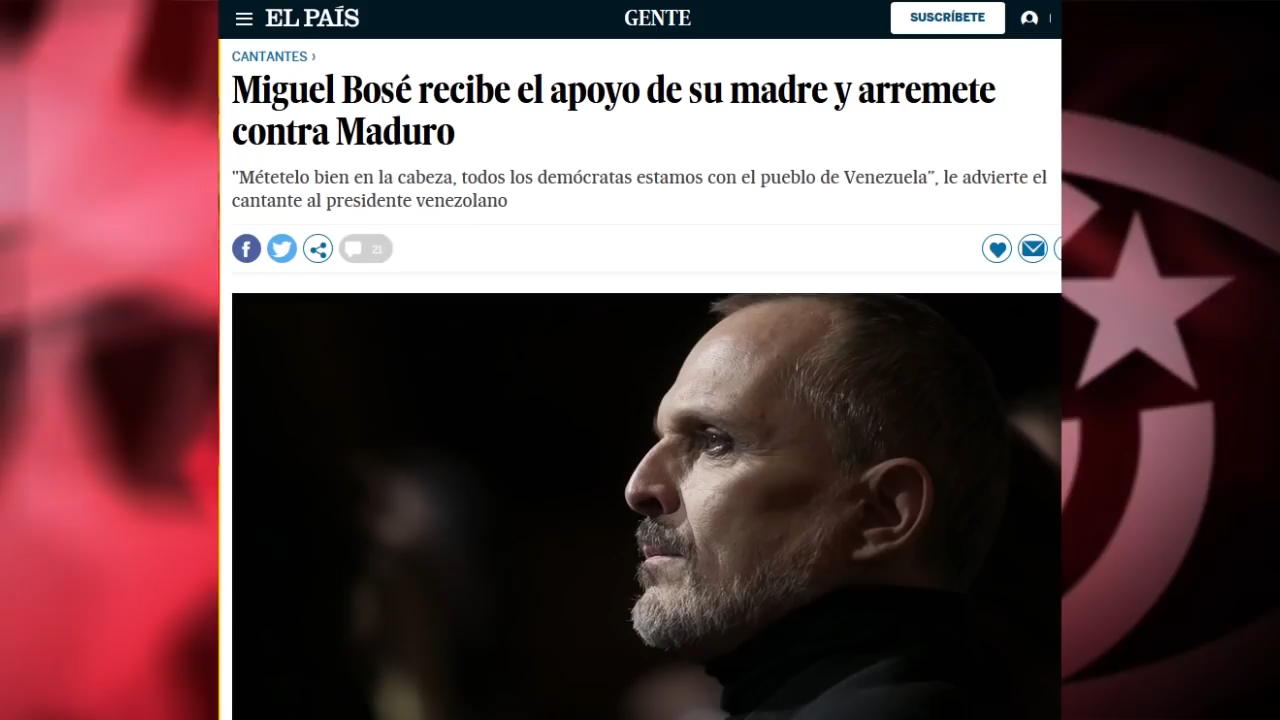 EL PAÍS
GENTE
SUSCRÍBETE
CANTANTES ›
Miguel Bosé recibe el apoyo de su madre y arremete
contra Maduro
"Métetelo bien en la cabeza, todos los demócratas estamos con el pueblo de Venezuela”, le advierte el
cantante al presidente venezolano
21